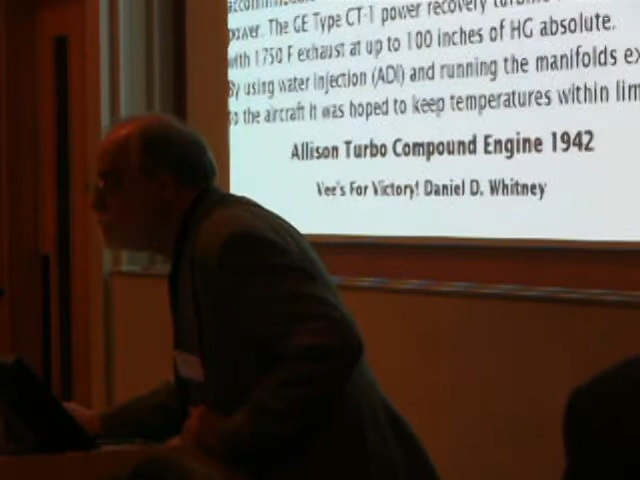 power. The GE Type CT-1 power recovery
with 1750 F exhaust at up to 100 inches of HG absolute.
By using water injection (ADI) and running the manifolds
to the aircraft it was hoped to keep temperatures within
Allison Turbo Compound Engine 1942
Vee's For Victory! Daniel D. Whitney